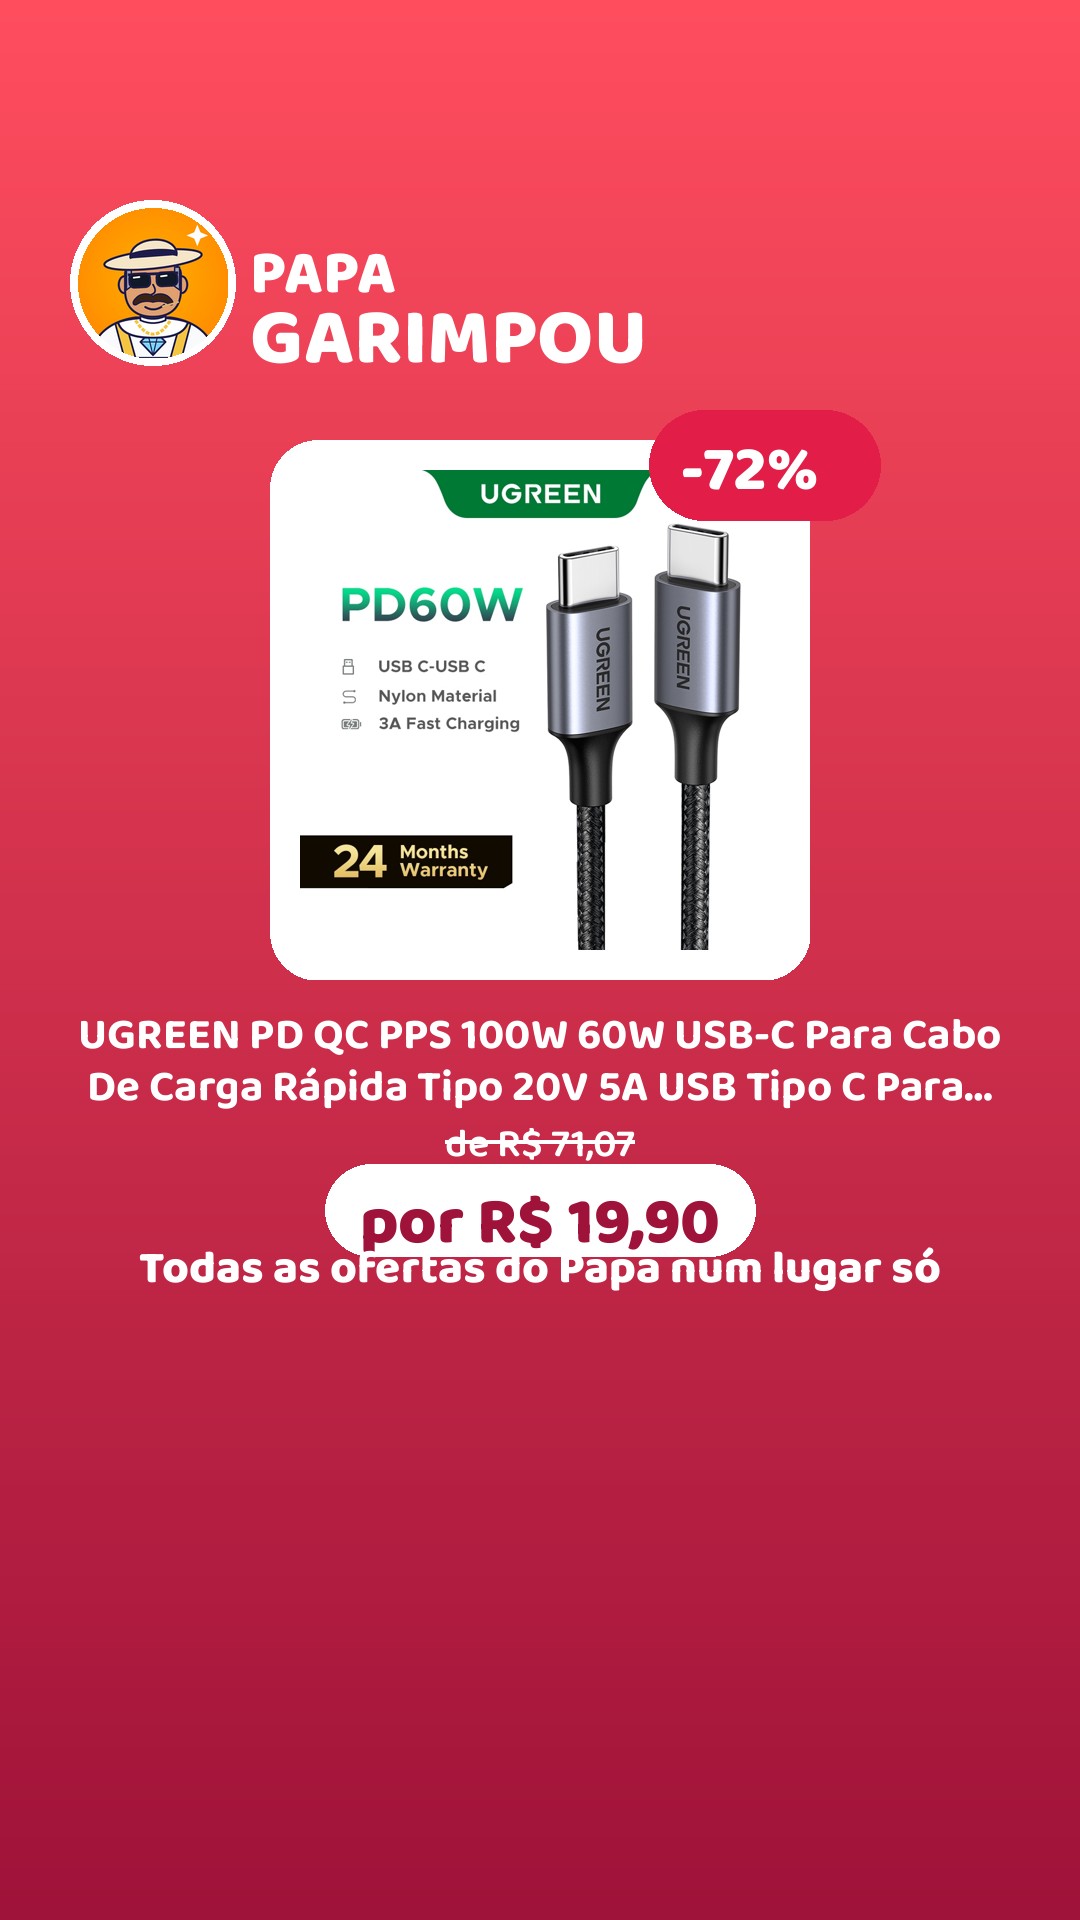 PAPA
GARIMPOU
-72%
UGREEN
PD60W
USB C-USB C
Nylon Material
3A Fast Charging
UGREEN
UGREEN
24 Months
Warranty
UGREEN PD QC PPS 100W 60W USB-C Para Cabo
De Carga Rápida Tipo 20V 5A USB Tipo C Para...
de R$ 71,07
por R$ 19,90
Todas as ofertas do Papa num lugar só